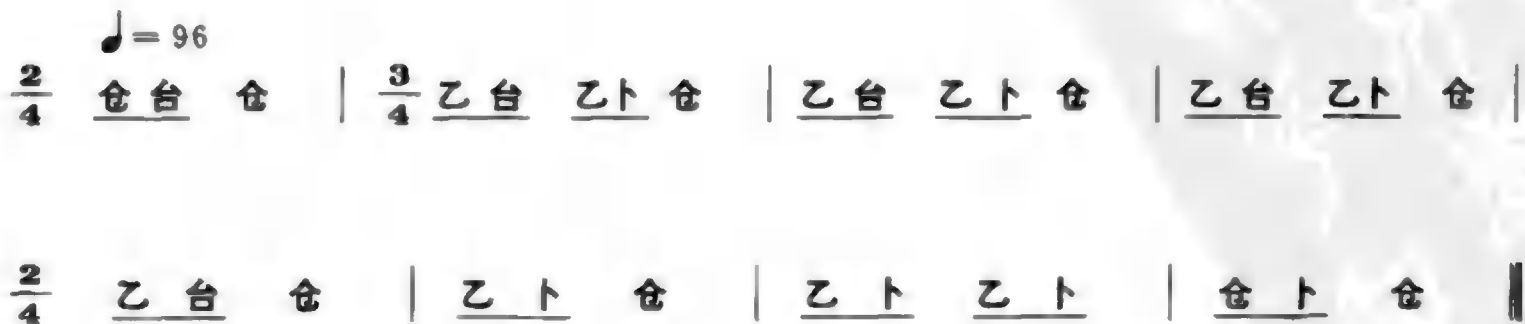 ♩= 96
2/4 仓台 仓 | 3/4 乙台 乙卜 仓 | 乙台 乙卜 仓 | 乙台 乙卜 仓 |
2/4 乙台 仓 | 乙卜 仓 | 乙卜 乙卜 | 仓卜 仓 ‖